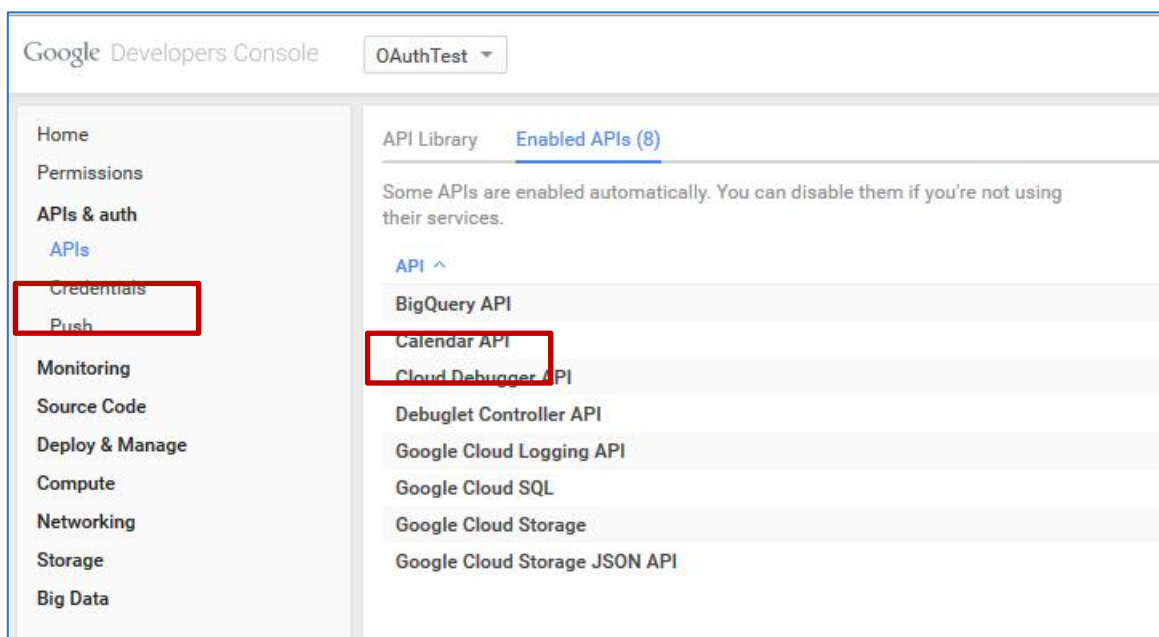 Google Developers Console
OAuthTest
Home
Permissions
APIs & auth
APIs
Credentials
Push
Monitoring
Source Code
Deploy & Manage
Compute
Networking
Storage
Big Data
API Library Enabled APIs (8)
Some APIs are enabled automatically. You can disable them if you're not using
their services.
API
BigQuery API
Calendar API
Cloud Debugger API
Debuglet Controller API
Google Cloud Logging API
Google Cloud SQL
Google Cloud Storage
Google Cloud Storage JSON API